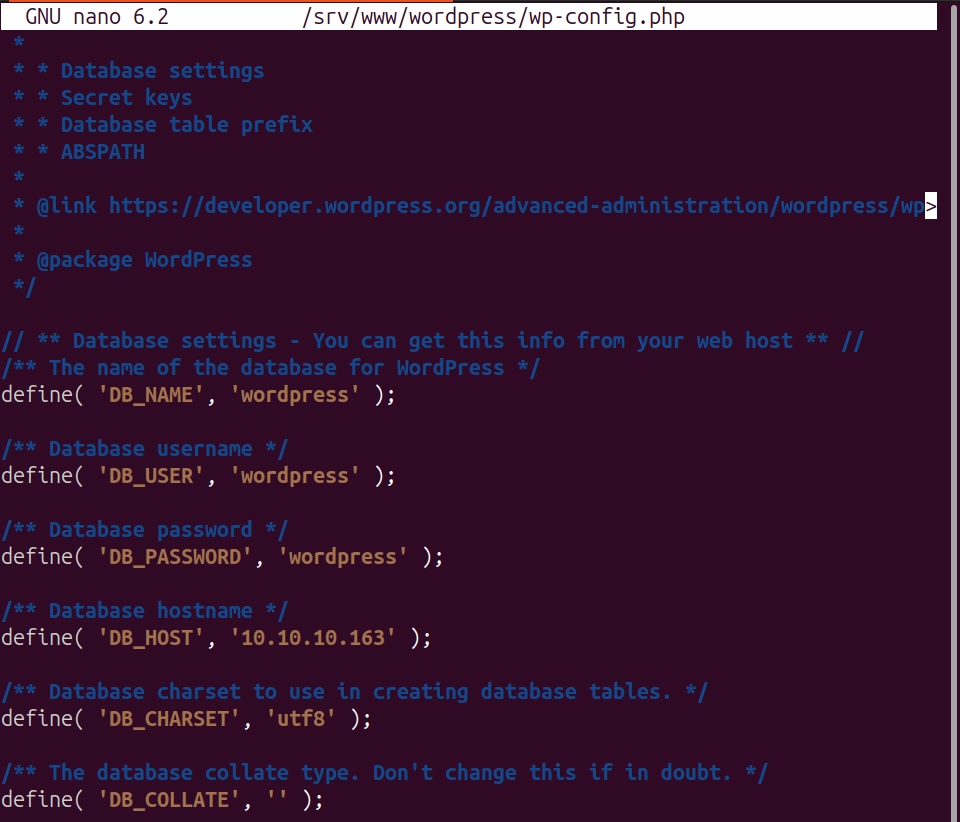 GNU nano 6.2 /srv/www/wordpress/wp-config.php
*
* * Database settings
* * Secret keys
* * Database table prefix
* * ABSPATH
*
* @link https://developer.wordpress.org/advanced-administration/wordpress/wp>
*
* @package WordPress
*/
// ** Database settings - You can get this info from your web host ** //
/** The name of the database for WordPress */
define( 'DB_NAME', 'wordpress' );
/** Database username */
define( 'DB_USER', 'wordpress' );
/** Database password */
define( 'DB_PASSWORD', 'wordpress' );
/** Database hostname */
define( 'DB_HOST', '10.10.10.163' );
/** Database charset to use in creating database tables. */
define( 'DB_CHARSET', 'utf8' );
/** The database collate type. Don't change this if in doubt. */
define( 'DB_COLLATE', '' );